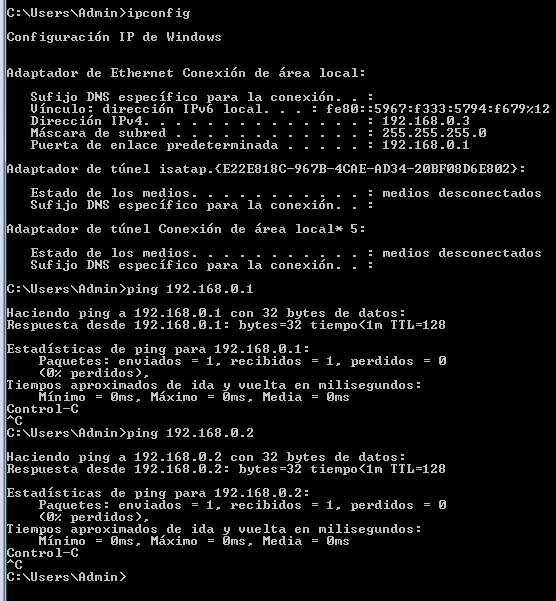 C:\Users\Admin>ipconfig
Configuración IP de Windows
Adaptador de Ethernet Conexión de área local:
Sufijo DNS específico para la conexión. . :
Vínculo: dirección IPv6 local. . . : fe80::5967:f333:5794:f679%12
Dirección IPv4. . . . . . . . . . . . . . : 192.168.0.3
Máscara de subred . . . . . . . . . . . . : 255.255.255.0
Puerta de enlace predeterminada . . . . . : 192.168.0.1
Adaptador de túnel isatap.{E22E818C-967B-4CAE-AD34-20BF08D6E802}:
Estado de los medios. . . . . . . . . . . : medios desconectados
Sufijo DNS específico para la conexión. . :
Adaptador de túnel Conexión de área local* 5:
Estado de los medios. . . . . . . . . . . : medios desconectados
Sufijo DNS específico para la conexión. . :
C:\Users\Admin>ping 192.168.0.1
Haciendo ping a 192.168.0.1 con 32 bytes de datos:
Respuesta desde 192.168.0.1: bytes=32 tiempo<1m TTL=128
Estadísticas de ping para 192.168.0.1:
Paquetes: enviados = 1, recibidos = 1, perdidos = 0
(0% perdidos),
Tiempos aproximados de ida y vuelta en milisegundos:
Mínimo = 0ms, Máximo = 0ms, Media = 0ms
Control-C
^C
C:\Users\Admin>ping 192.168.0.2
Haciendo ping a 192.168.0.2 con 32 bytes de datos:
Respuesta desde 192.168.0.2: bytes=32 tiempo<1m TTL=128
Estadísticas de ping para 192.168.0.2:
Paquetes: enviados = 1, recibidos = 1, perdidos = 0
(0% perdidos),
Tiempos aproximados de ida y vuelta en milisegundos:
Mínimo = 0ms, Máximo = 0ms, Media = 0ms
Control-C
^C
C:\Users\Admin>